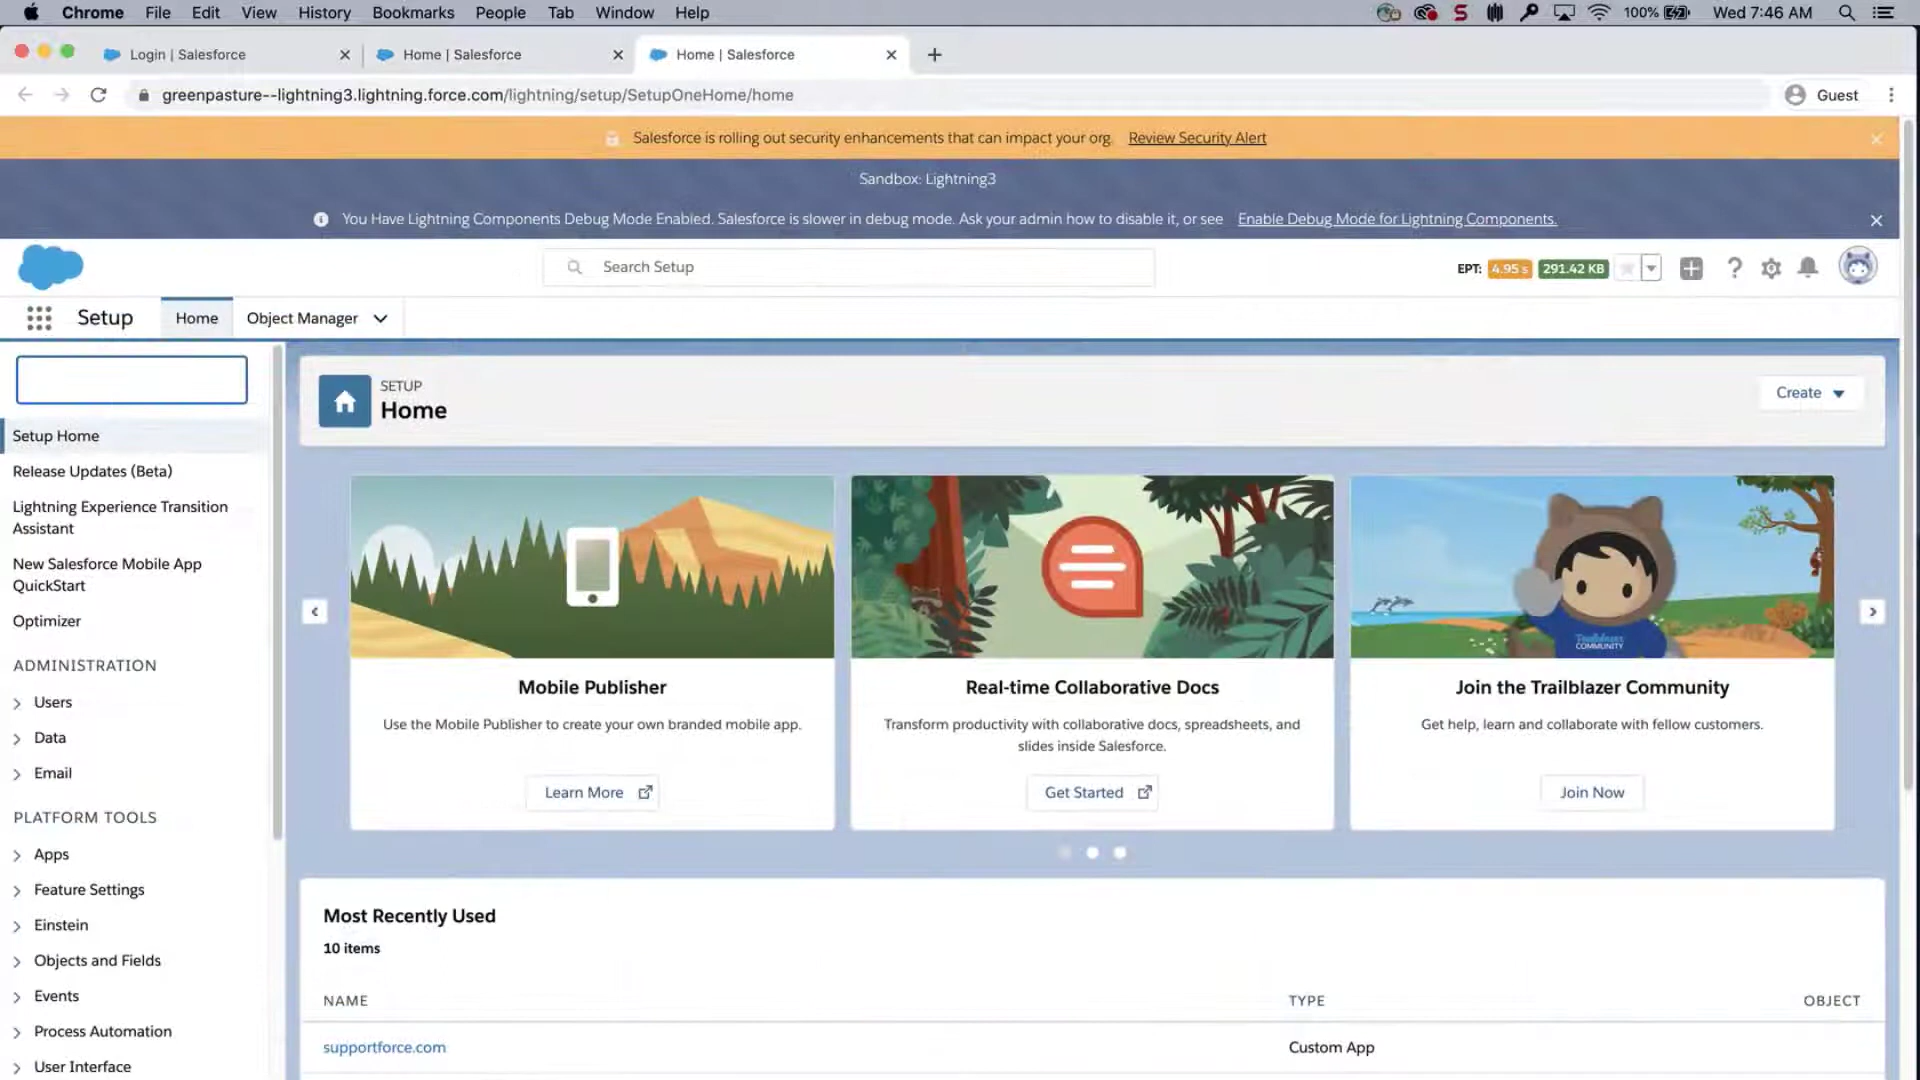 Chrome File Edit View History Bookmarks People Tab Window Help 100% Wed 7:46 AM
Login | Salesforce Home | Salesforce Home | Salesforce
greenpasture--lightning3.lightning.force.com/lightning/setup/SetupOneHome/home Guest
Salesforce is rolling out security enhancements that can impact your org. Review Security Alert
Sandbox: Lightning3
You Have Lightning Components Debug Mode Enabled. Salesforce is slower in debug mode. Ask your admin how to disable it, or see Enable Debug Mode for Lightning Components.
Search Setup EPT: 4.95 s 291.42 KB
Setup Home Object Manager
Setup Home
Release Updates (Beta)
Lightning Experience Transition
Assistant
New Salesforce Mobile App
QuickStart
Optimizer
ADMINISTRATION
Users
Data
Email
PLATFORM TOOLS
Apps
Feature Settings
Einstein
Objects and Fields
Events
Process Automation
User Interface
SETUP
Home
Create
Mobile Publisher
Use the Mobile Publisher to create your own branded mobile app.
Learn More
Real-time Collaborative Docs
Transform productivity with collaborative docs, spreadsheets, and
slides inside Salesforce.
Get Started
Trailblazer
COMMUNITY
Join the Trailblazer Community
Get help, learn and collaborate with fellow customers.
Join Now
Most Recently Used
10 items
NAME TYPE OBJECT
supportforce.com Custom App